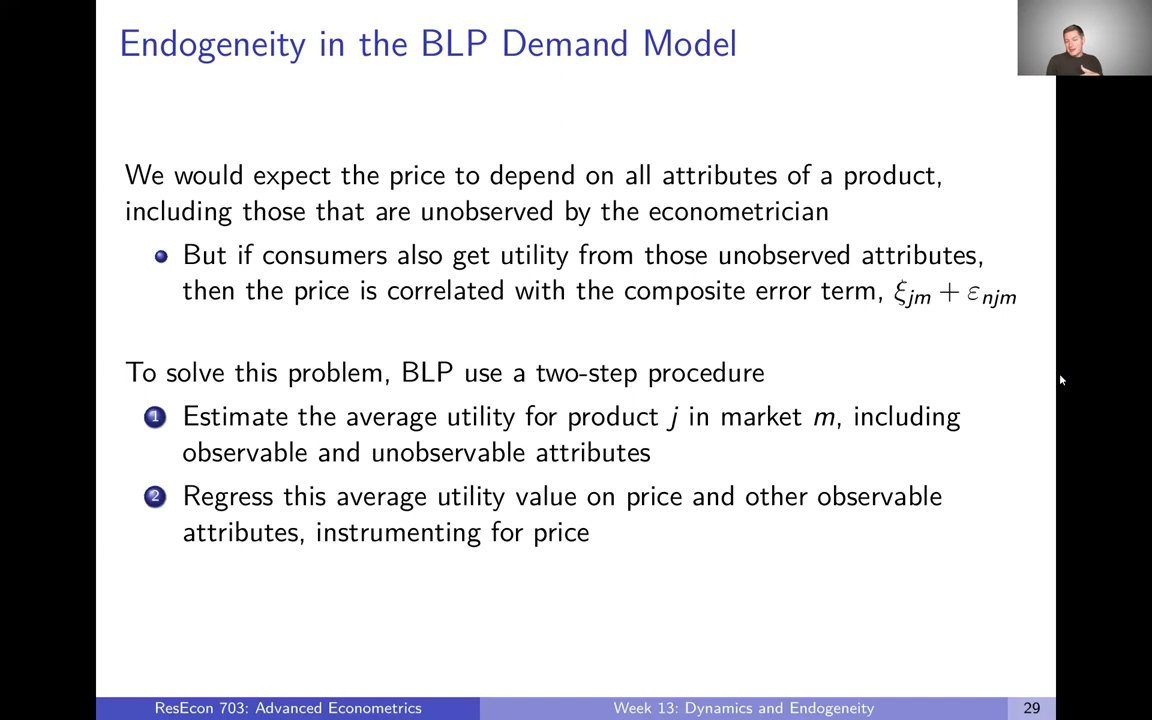 Endogeneity in the BLP Demand Model
We would expect the price to depend on all attributes of a product,
including those that are unobserved by the econometrician
But if consumers also get utility from those unobserved attributes,
then the price is correlated with the composite error term, ξjm + εnjm
To solve this problem, BLP use a two-step procedure
1 Estimate the average utility for product j in market m, including
observable and unobservable attributes
2 Regress this average utility value on price and other observable
attributes, instrumenting for price
ResEcon 703: Advanced Econometrics
Week 13: Dynamics and Endogeneity
29